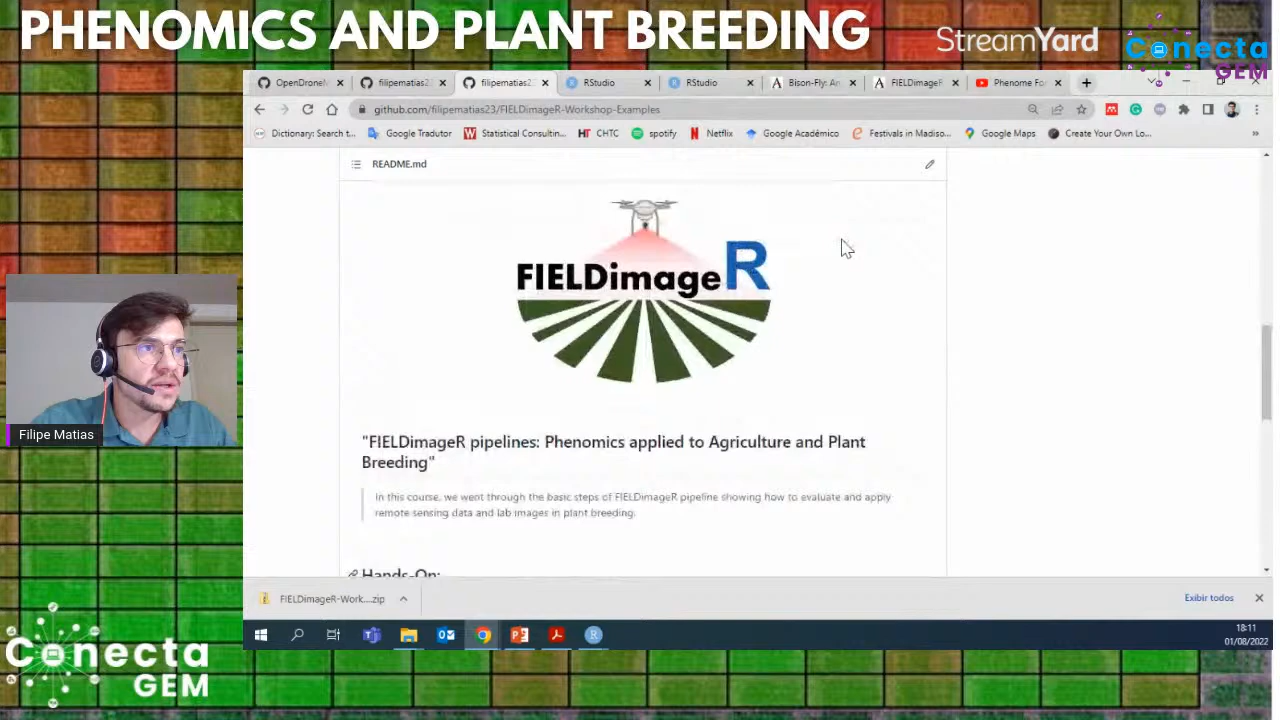 PHENOMICS AND PLANT BREEDING
StreamYard
Conecta
GEM
OpenDroneM
filipematias2
filipematias2
RStudio
RStudio
Bison-Fly: An
FIELDimageR
Phenome Fo
github.com/filipematias23/FIELDimageR-Workshop-Examples
Dictionary: Search t...
Google Tradutor
Statistical Consultin...
CHTC
spotify
Netflix
Google Acadêmico
Festivals in Madiso...
Google Maps
Create Your Own Lo...
README.md
FIELDimageR
"FIELDimageR pipelines: Phenomics applied to Agriculture and Plant
Breeding"
In this course, we went through the basic steps of FIELDimageR pipeline showing how to evaluate and apply
remote sensing data and lab images in plant breeding.
Hands-On:
Filipe Matias
FIELDimageR-Work....zip
Exibir todos
18:11
01/08/2022
Conecta
GEM